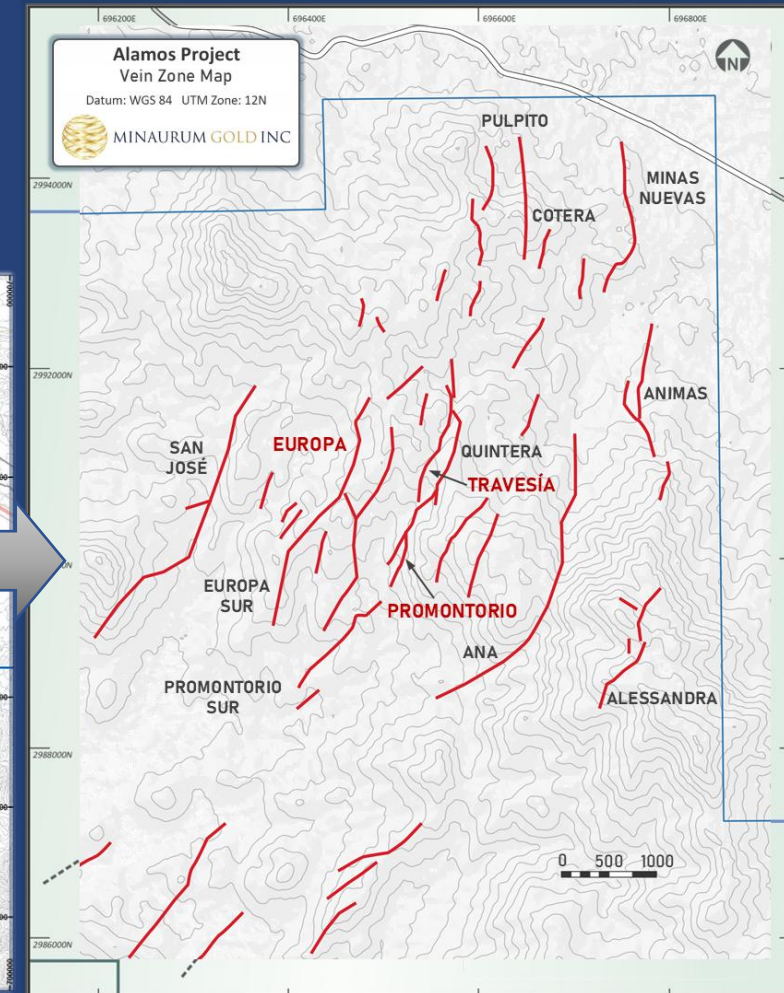 696200E
696400E
696600E
696800E
Alamos Project
Vein Zone Map
Datum: WGS 84 UTM Zone: 12N
MINAURUM GOLD INC
N
PULPITO
2994000N
MINAS
NUEVAS
COTERA
2992000N
ANIMAS
SAN
JOSÉ
EUROPA
QUINTERA
TRAVESÍA
EUROPA
SUR
PROMONTORIO
ANA
PROMONTORIO
SUR
ALESSANDRA
2988000N
0 500 1000
2986000N